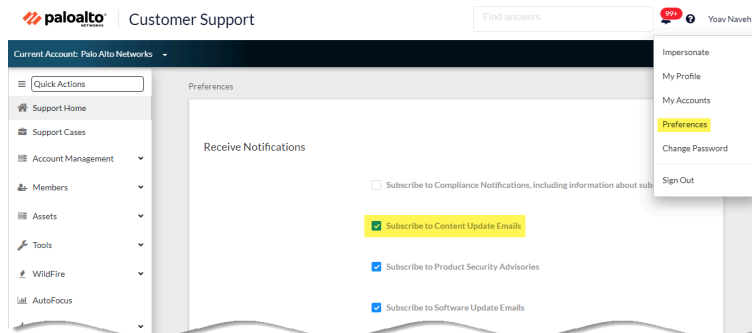 paloalto
NETWORKS
Customer Support
Find answers
99+
Yoav Naveh
Current Account: Palo Alto Networks
Impersonate
My Profile
My Accounts
Preferences
Change Password
Sign Out
Quick Actions
Support Home
Support Cases
Account Management
Members
Assets
Tools
WildFire
AutoFocus
Preferences
Receive Notifications
Subscribe to Compliance Notifications, including information about sub
Subscribe to Content Update Emails
Subscribe to Product Security Advisories
Subscribe to Software Update Emails